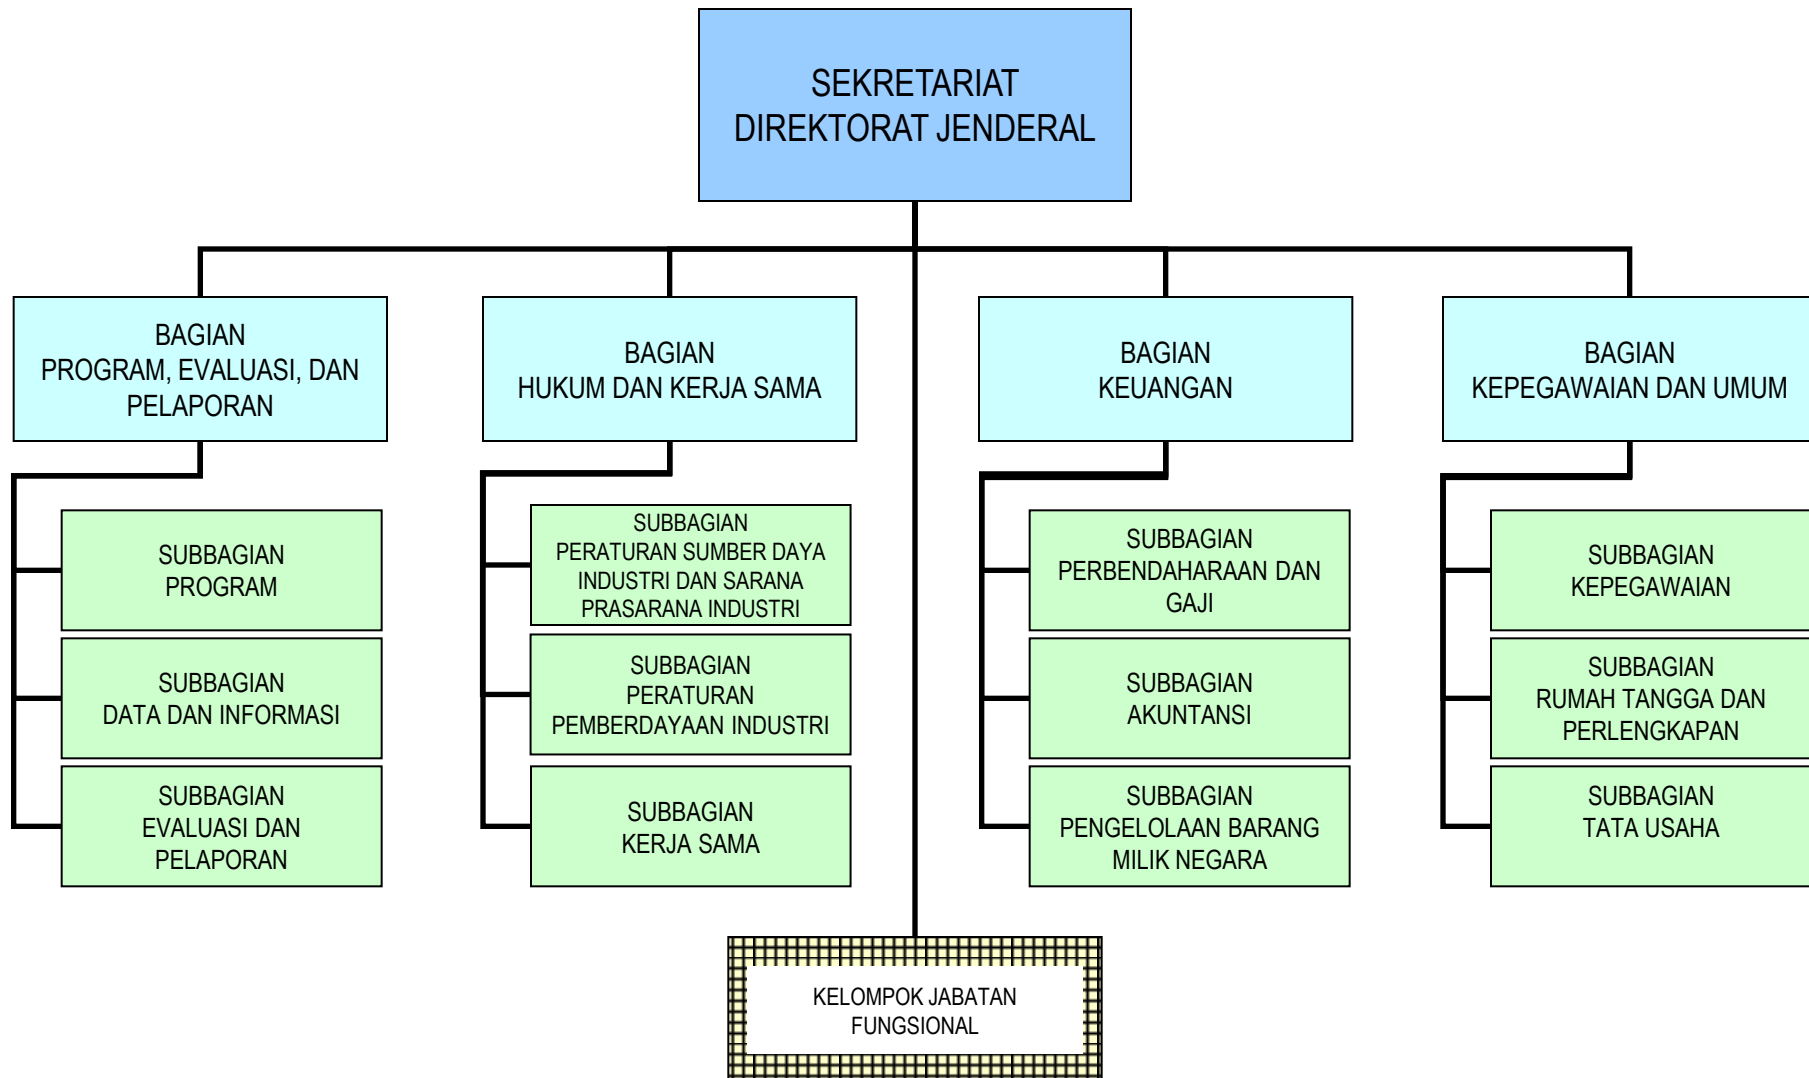 SEKRETARIAT
DIREKTORAT JENDERAL
BAGIAN
PROGRAM, EVALUASI, DAN
PELAPORAN
BAGIAN
HUKUM DAN KERJA SAMA
BAGIAN
KEUANGAN
BAGIAN
KEPEGAWAIAN DAN UMUM
SUBBAGIAN
PROGRAM
SUBBAGIAN
DATA DAN INFORMASI
SUBBAGIAN
EVALUASI DAN
PELAPORAN
SUBBAGIAN
PERATURAN SUMBER DAYA
INDUSTRI DAN SARANA
PRASARANA INDUSTRI
SUBBAGIAN
PERATURAN
PEMBERDAYAAN INDUSTRI
SUBBAGIAN
KERJA SAMA
SUBBAGIAN
PERBENDAHARAAN DAN
GAJI
SUBBAGIAN
AKUNTANSI
SUBBAGIAN
PENGELOLAAN BARANG
MILIK NEGARA
SUBBAGIAN
KEPEGAWAIAN
SUBBAGIAN
RUMAH TANGGA DAN
PERLENGKAPAN
SUBBAGIAN
TATA USAHA
KELOMPOK JABATAN
FUNGSIONAL